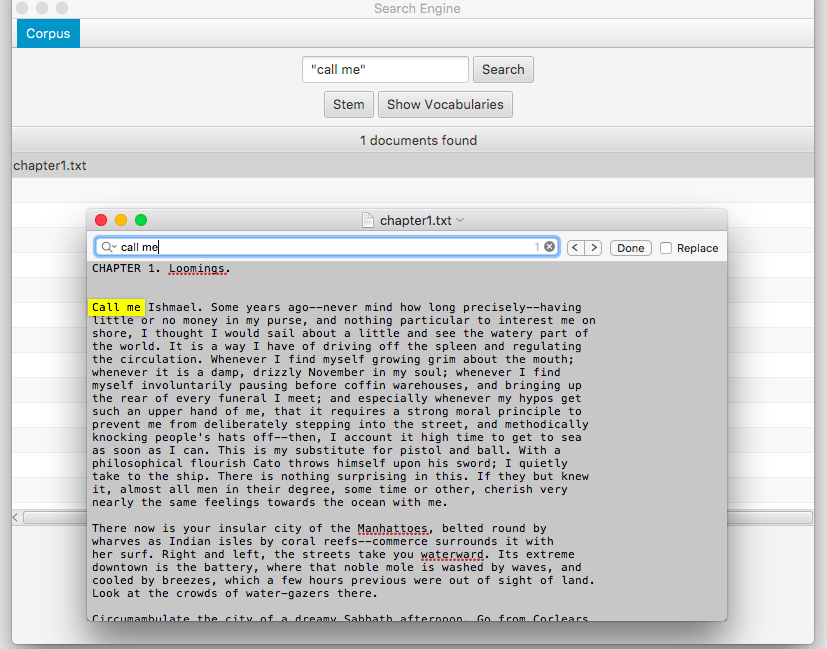 Search Engine
Corpus
"call me"
Search
Stem
Show Vocabularies
1 documents found
chapter1.txt
chapter1.txt
call me
1
Done
Replace
CHAPTER 1. Loomings.
Call me Ishmael. Some years ago--never mind how long precisely--having
little or no money in my purse, and nothing particular to interest me on
shore, I thought I would sail about a little and see the watery part of
the world. It is a way I have of driving off the spleen and regulating
the circulation. Whenever I find myself growing grim about the mouth;
whenever it is a damp, drizzly November in my soul; whenever I find
myself involuntarily pausing before coffin warehouses, and bringing up
the rear of every funeral I meet; and especially whenever my hypos get
such an upper hand of me, that it requires a strong moral principle to
prevent me from deliberately stepping into the street, and methodically
knocking people's hats off--then, I account it high time to get to sea
as soon as I can. This is my substitute for pistol and ball. With a
philosophical flourish Cato throws himself upon his sword; I quietly
take to the ship. There is nothing surprising in this. If they but knew
it, almost all men in their degree, some time or other, cherish very
nearly the same feelings towards the ocean with me.
There now is your insular city of the Manhattoes, belted round by
wharves as Indian isles by coral reefs--commerce surrounds it with
her surf. Right and left, the streets take you waterward. Its extreme
downtown is the battery, where that noble mole is washed by waves, and
cooled by breezes, which a few hours previous were out of sight of land.
Look at the crowds of water-gazers there.
Circumambulate the city of a dreamy Sabbath afternoon. Go from Corlears